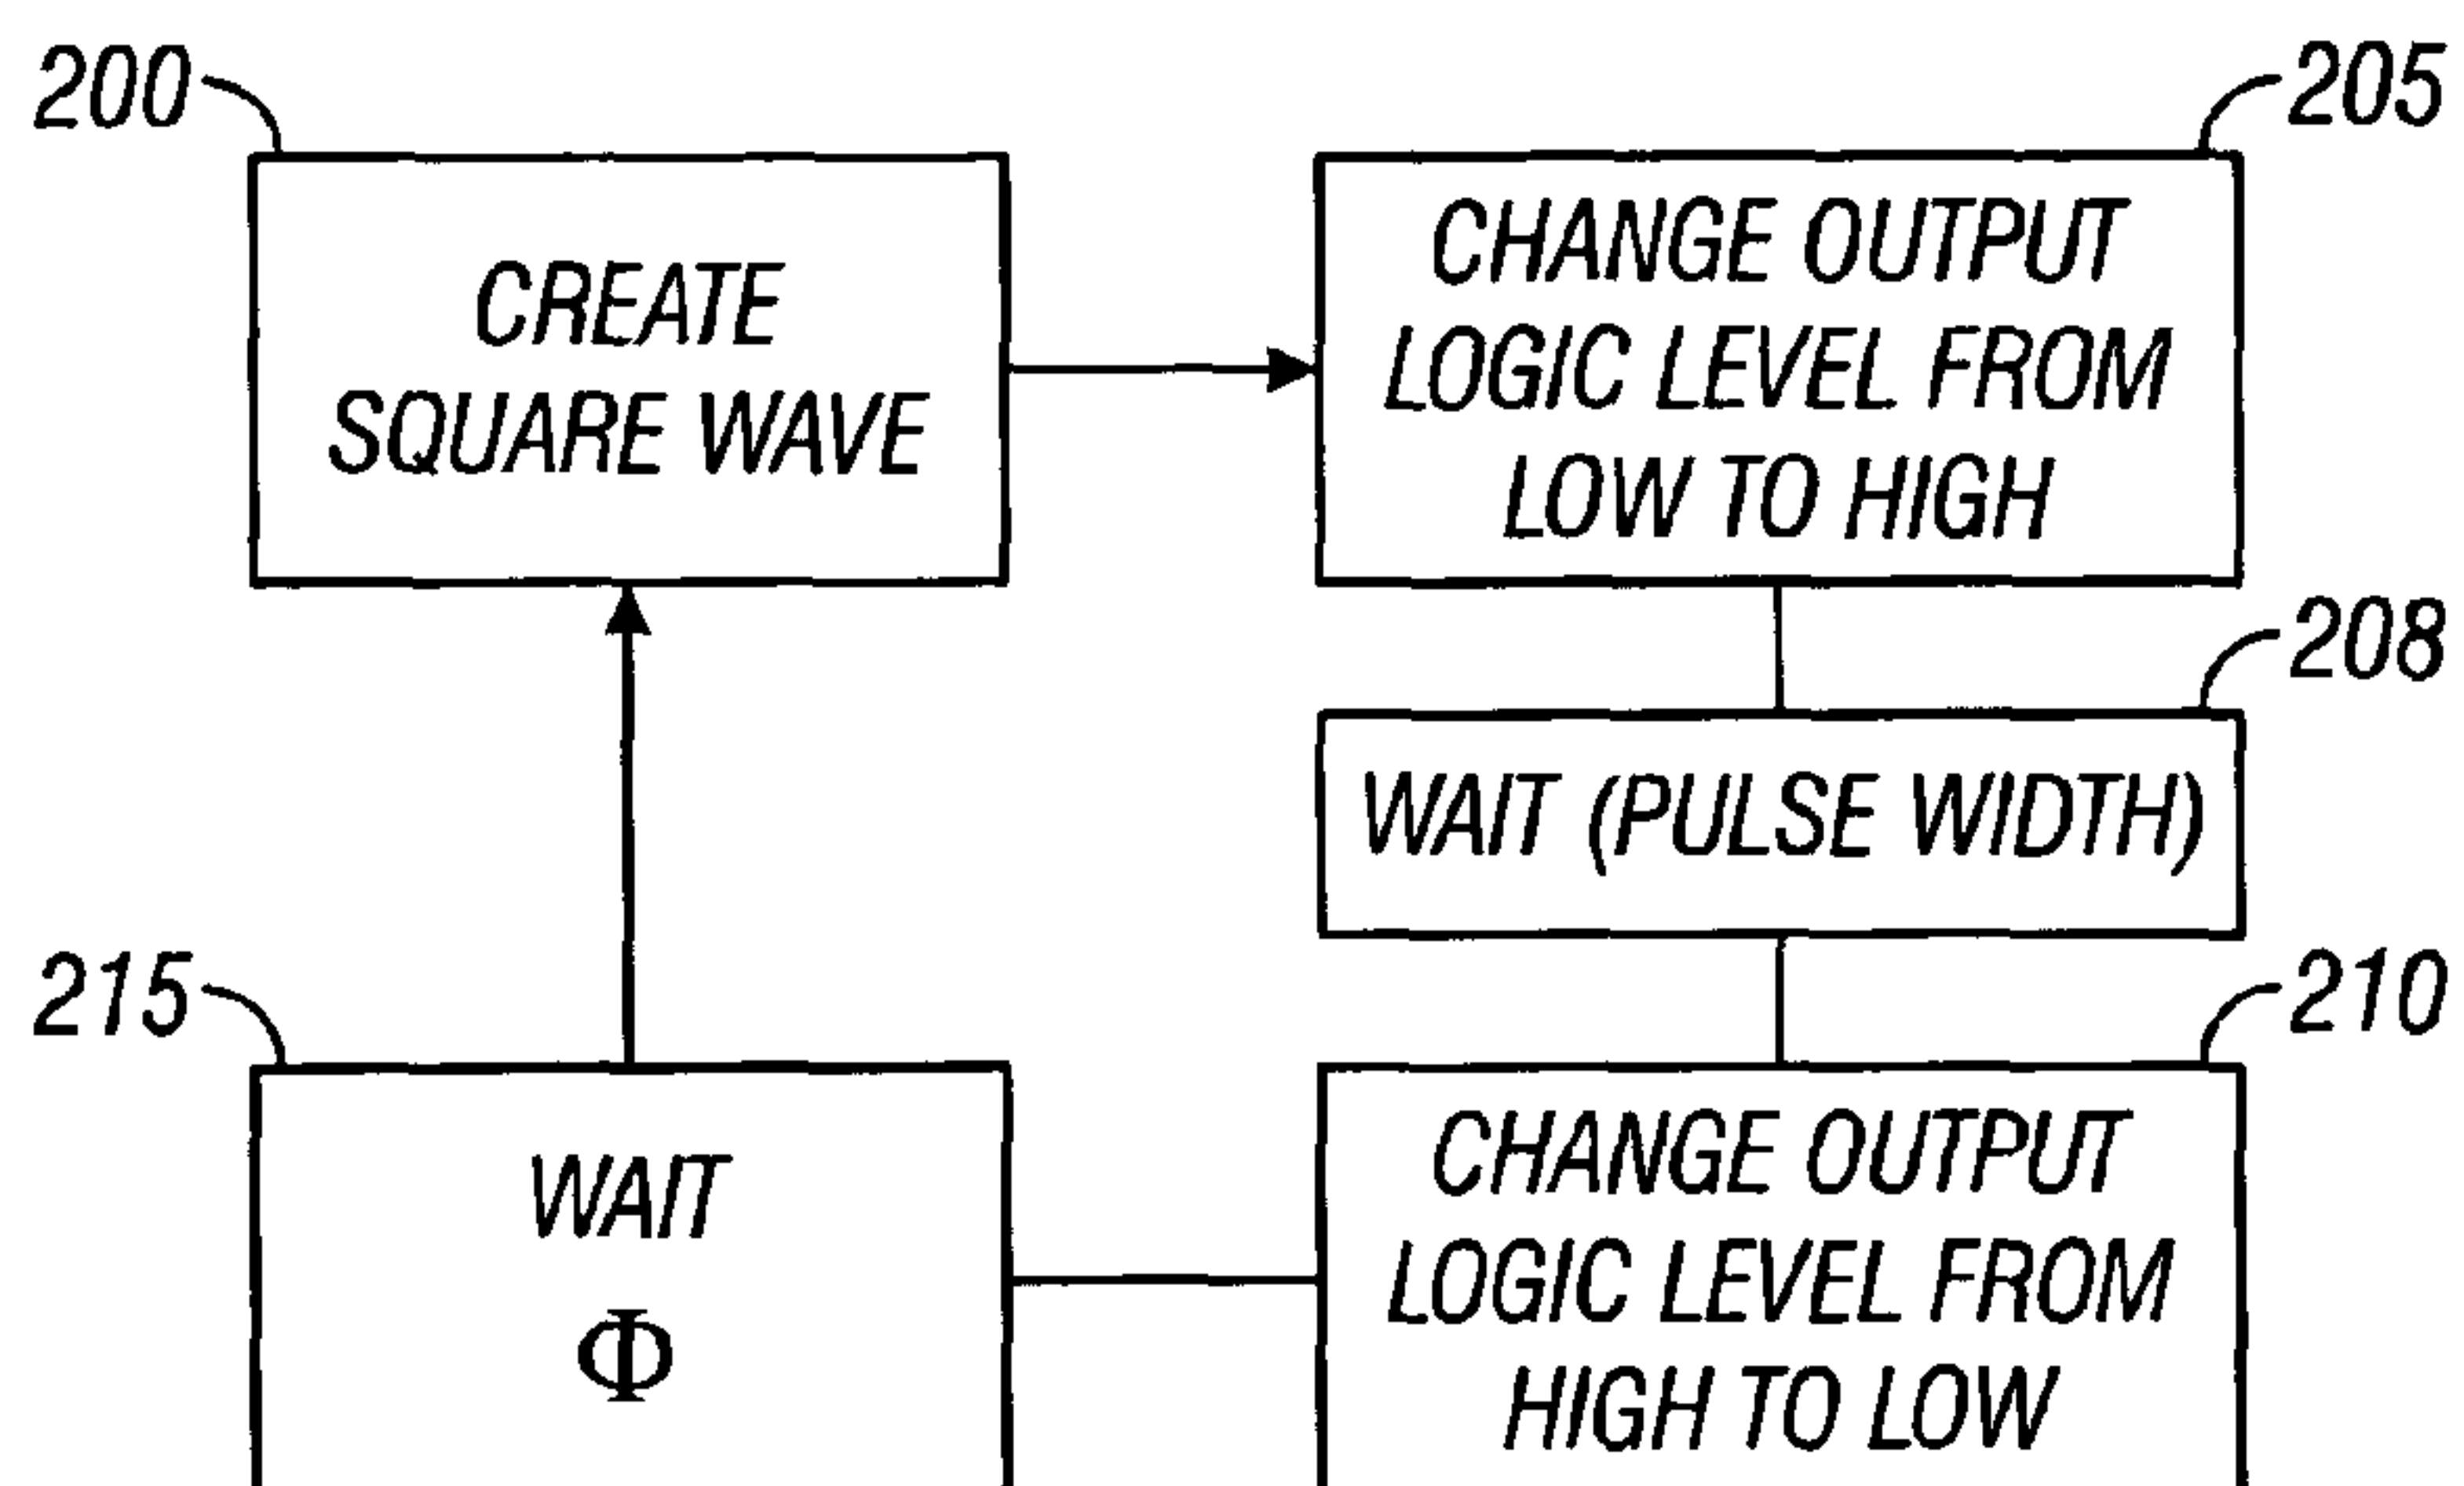 200
CREATE
SQUARE WAVE
205
CHANGE OUTPUT
LOGIC LEVEL FROM
LOW TO HIGH
208
WAIT (PULSE WIDTH)
215
WAIT
Φ
210
CHANGE OUTPUT
LOGIC LEVEL FROM
HIGH TO LOW